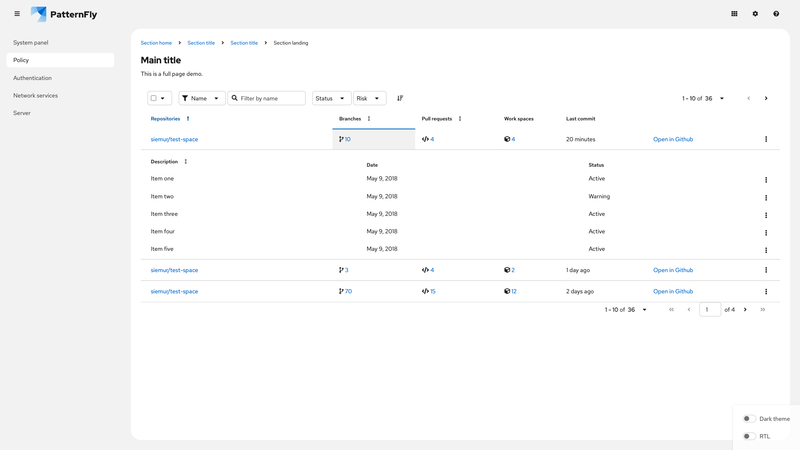 PatternFly
System panel
Policy
Authentication
Network services
Server
Section home Section title Section title Section landing
Main title
This is a full page demo.
Name Filter by name Status Risk 1 - 10 of 36
Repositories Branches Pull requests Work spaces Last commit
siemur/test-space 10 4 4 20 minutes Open in Github
Description Date Status
Item one May 9, 2018 Active
Item two May 9, 2018 Warning
Item three May 9, 2018 Active
Item four May 9, 2018 Active
Item five May 9, 2018 Active
siemur/test-space 3 4 2 1 day ago Open in Github
siemur/test-space 70 15 12 2 days ago Open in Github
1 - 10 of 36 1 of 4
Dark theme
RTL